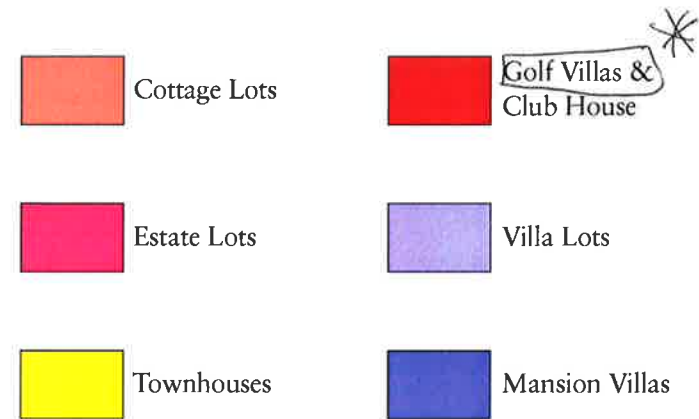 Cottage Lots
Golf Villas &
Club House
Estate Lots
Villa Lots
Townhouses
Mansion Villas